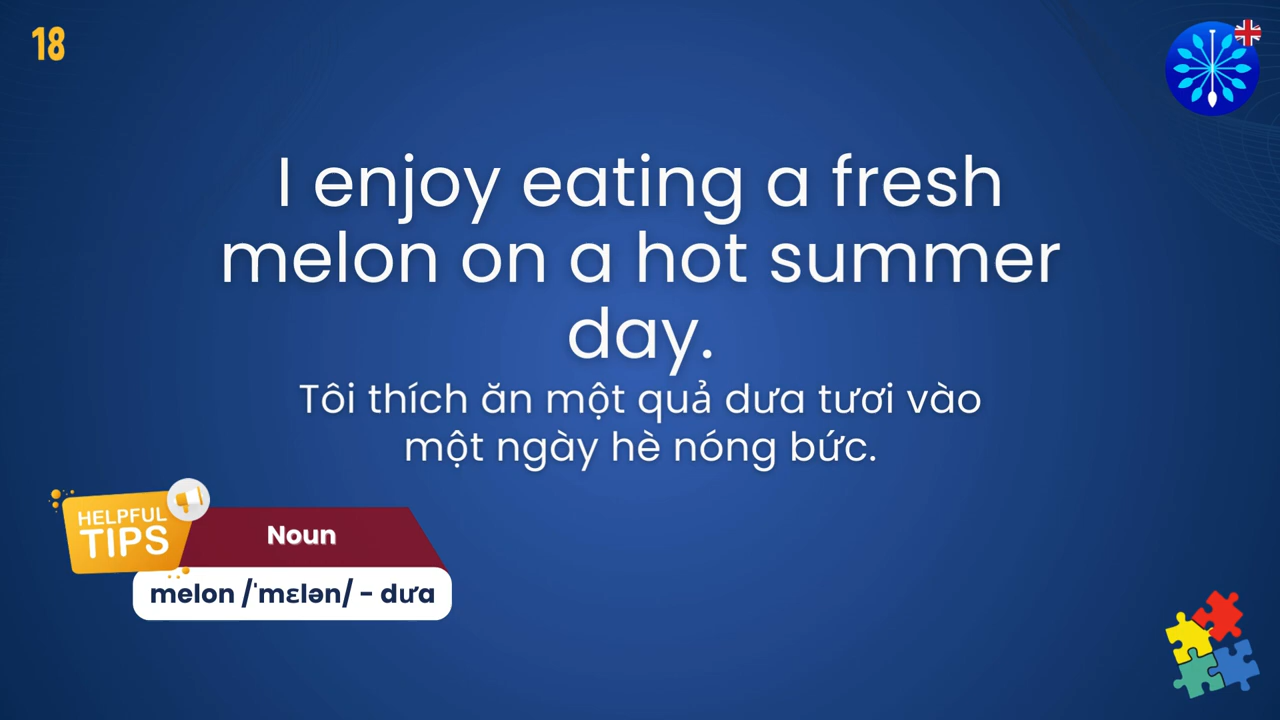 18
I enjoy eating a fresh
melon on a hot summer
day.
Tôi thích ăn một quả dưa tươi vào
một ngày hè nóng bức.
HELPFUL
TIPS
Noun
melon /ˈmɛlən/ - dưa